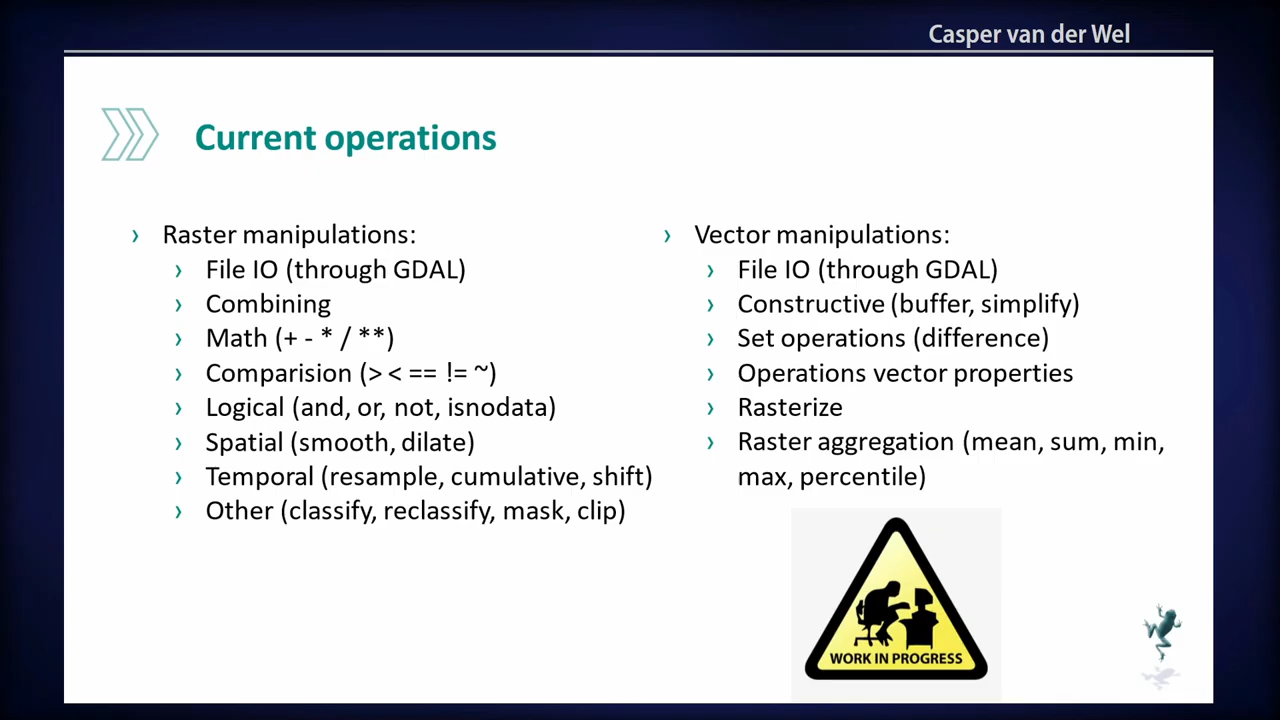 Casper van der Wel
Current operations
› Raster manipulations:
› File IO (through GDAL)
› Combining
› Math (+ - * / **)
› Comparision (> < == != ~)
› Logical (and, or, not, isnodata)
› Spatial (smooth, dilate)
› Temporal (resample, cumulative, shift)
› Other (classify, reclassify, mask, clip)
› Vector manipulations:
› File IO (through GDAL)
› Constructive (buffer, simplify)
› Set operations (difference)
› Operations vector properties
› Rasterize
› Raster aggregation (mean, sum, min,
max, percentile)
WORK IN PROGRESS